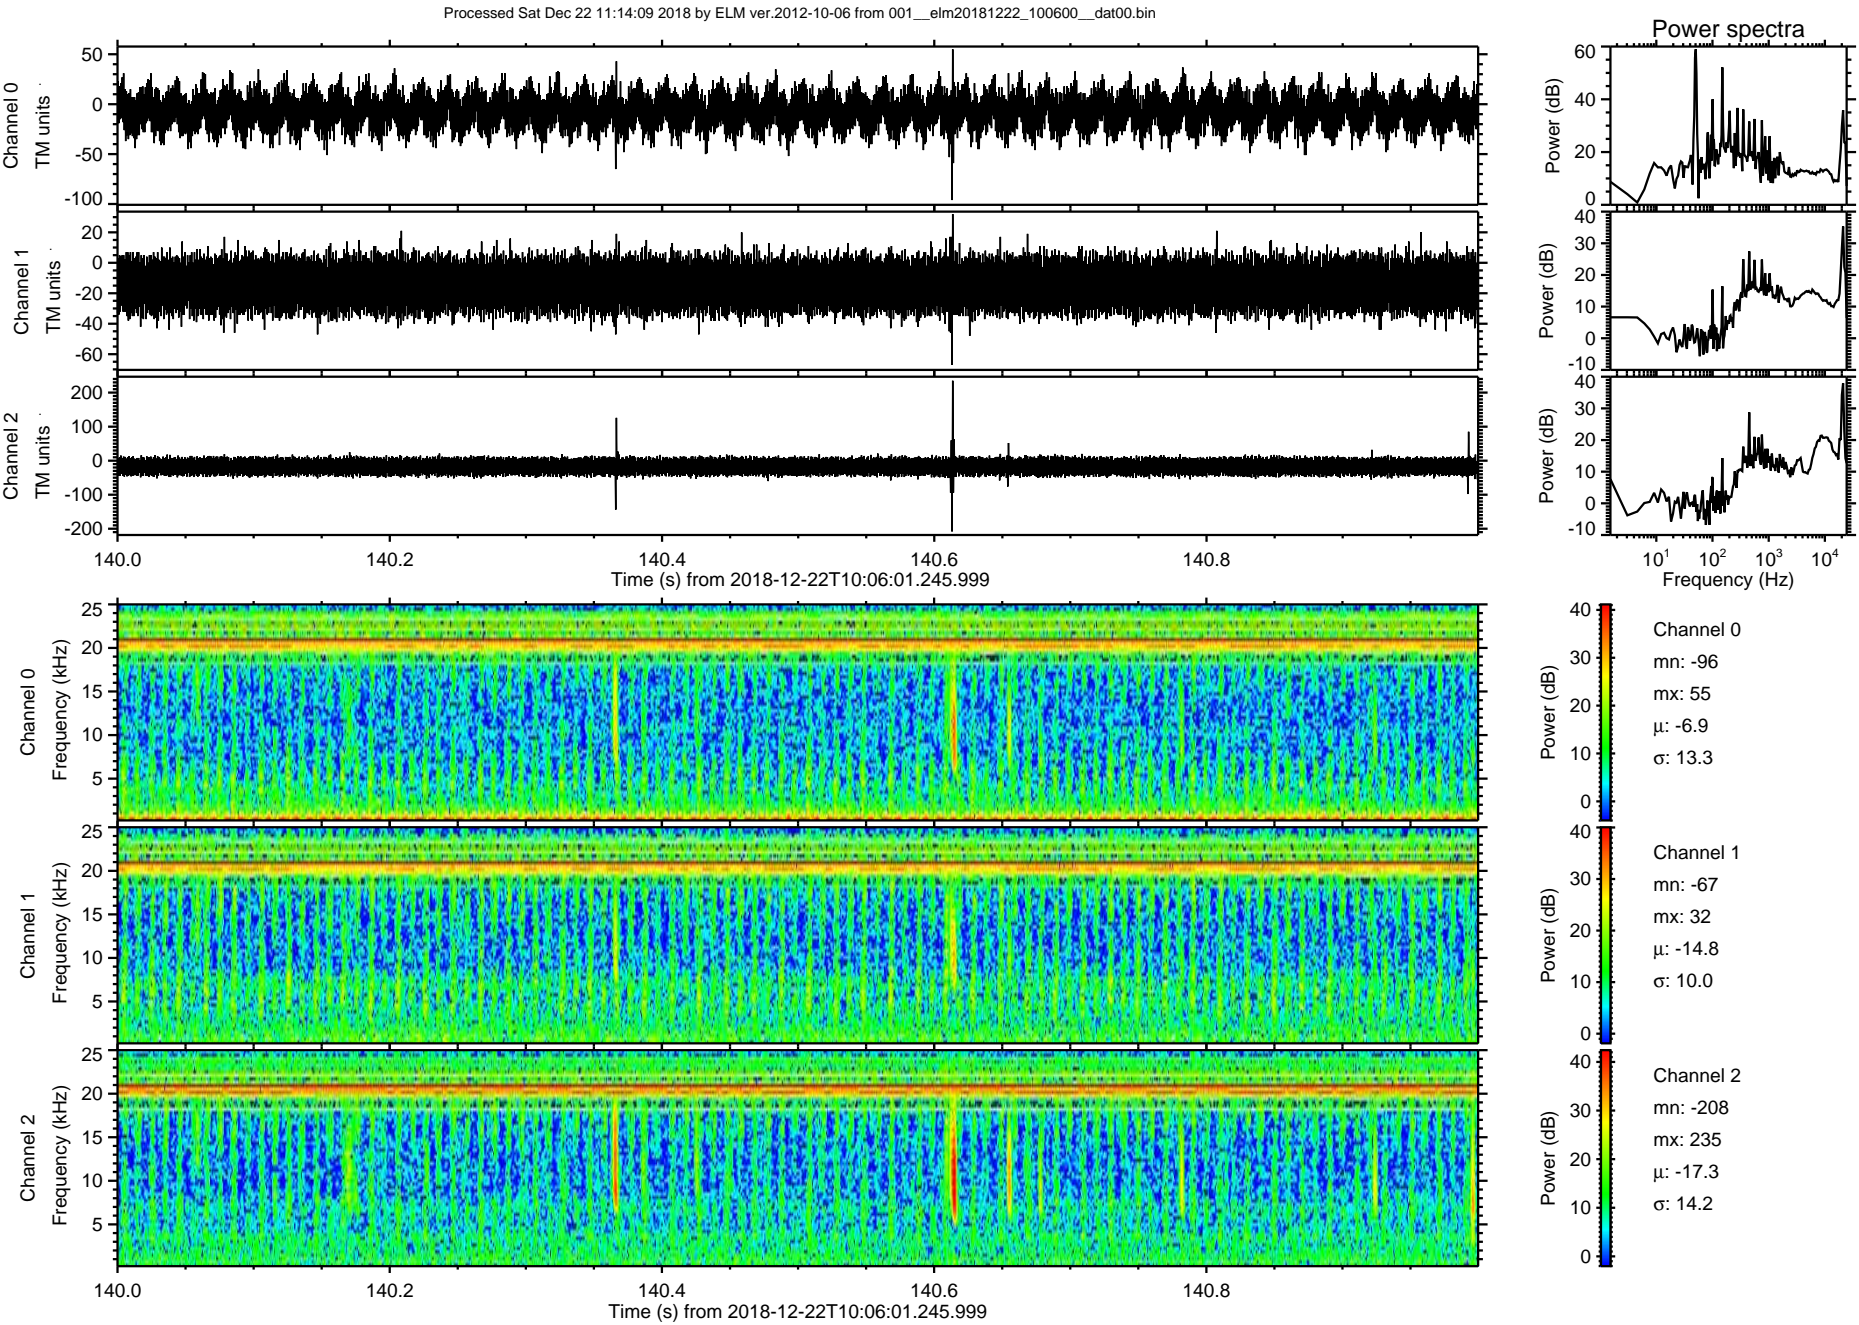 Processed Sat Dec 22 11:14:09 2018 by ELM ver.2012-10-06 from 001__elm20181222_100600__dat00.bin
Power spectra
Channel 0
TM units
50
0
-50
-100
Power (dB)
60
40
20
0
Channel 1
TM units
20
0
-20
-40
-60
Power (dB)
40
30
20
10
0
-10
Channel 2
TM units
200
100
0
-100
-200
Power (dB)
40
30
20
10
0
-10
140.0 140.2 140.4 140.6 140.8
Time (s) from 2018-12-22T10:06:01.245.999
10¹ 10² 10³ 10⁴
Frequency (Hz)
Channel 0
Frequency (kHz)
25
20
15
10
5
Power (dB)
40
30
20
10
0
Channel 0
mn: -96
mx: 55
μ: -6.9
σ: 13.3
Channel 1
Frequency (kHz)
25
20
15
10
5
Power (dB)
40
30
20
10
0
Channel 1
mn: -67
mx: 32
μ: -14.8
σ: 10.0
Channel 2
Frequency (kHz)
25
20
15
10
5
Power (dB)
40
30
20
10
0
Channel 2
mn: -208
mx: 235
μ: -17.3
σ: 14.2
140.0 140.2 140.4 140.6 140.8
Time (s) from 2018-12-22T10:06:01.245.999